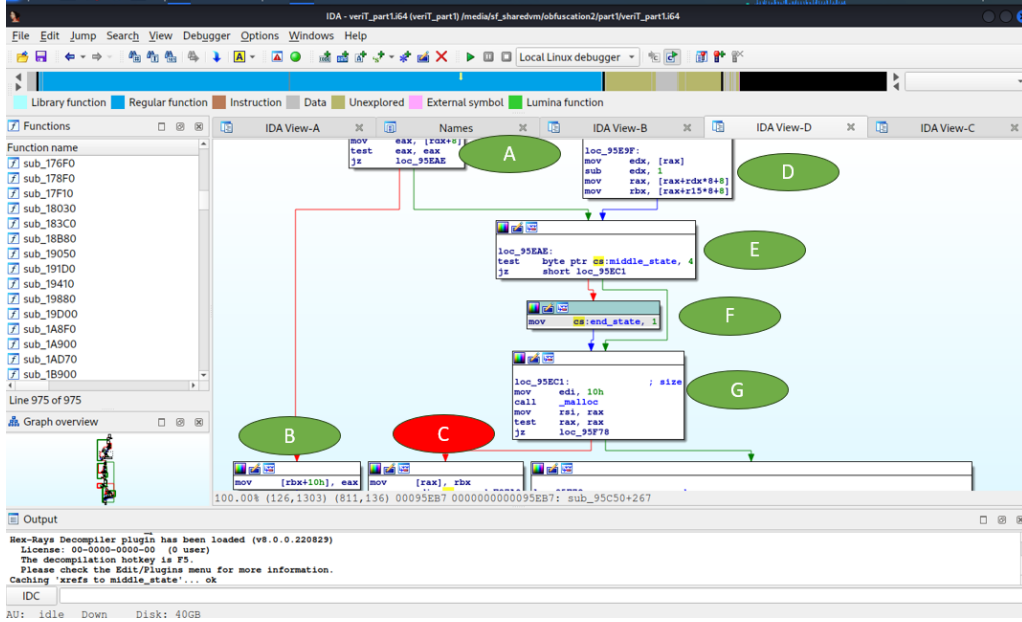 IDA - veriT_part1.i64 (veriT_part1) /media/sf_sharedvm/obfuscation2/part1/veriT_part1.i64
File Edit Jump Search View Debugger Options Windows Help
Local Linux debugger
Library function Regular function Instruction Data Unexplored External symbol Lumina function
Functions
IDA View-A Names IDA View-B IDA View-D IDA View-C
Function name
sub_176F0
sub_178F0
sub_17F10
sub_18030
sub_183C0
sub_18B80
sub_19050
sub_191D0
sub_19410
sub_19880
sub_19D00
sub_1A8F0
sub_1A900
sub_1AD70
sub_1B900
Line 975 of 975
Graph overview
mov eax, [rdx+8]
test eax, eax
jz loc_95EAE
A
loc_95E9F:
mov edx, [rax]
sub edx, 1
mov rax, [rax+rdx*8+8]
mov rbx, [rax+r15*8+8]
D
loc_95EAE:
test byte ptr cs:middle_state, 4
jz short loc_95EC1
E
mov cs:end_state, 1
F
loc_95EC1: ; size
mov edi, 10h
call _malloc
mov rsi, rax
test rax, rax
jz loc_95F78
G
B
C
mov [rbx+10h], eax
mov [rax], rbx
100.00% (126,1303) (811,136) 00095EB7 0000000000095EB7: sub_95C50+267
Output
Hex-Rays Decompiler plugin has been loaded (v8.0.0.220829)
License: 00-0000-0000-00 (0 user)
The decompilation hotkey is F5.
Please check the Edit/Plugins menu for more information.
Caching 'xrefs to middle_state'... ok
IDC
AU: idle Down Disk: 40GB